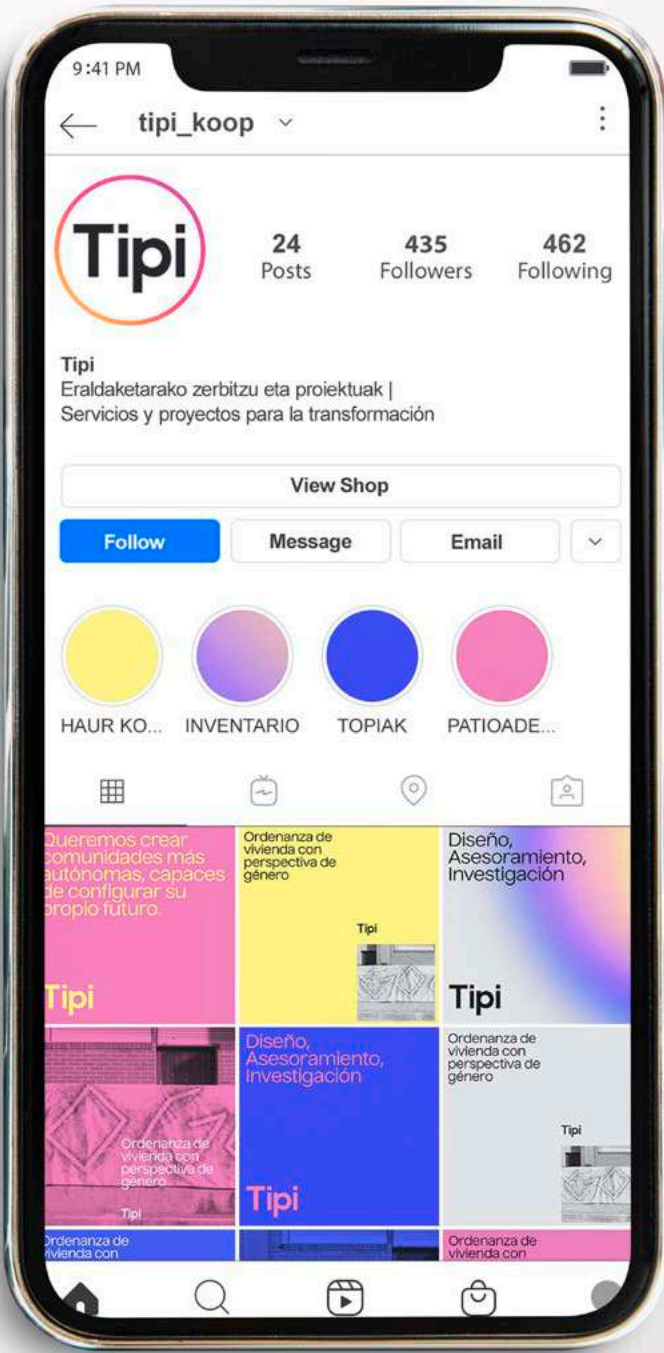 9:41 PM
tipi_koop
Tipi
24
Posts
435
Followers
462
Following
Tipi
Eraldaketarako zerbitzu eta proiektuak |
Servicios y proyectos para la transformación
View Shop
Follow
Message
Email
HAUR KO...
INVENTARIO
TOPIAK
PATIOADE...
Queremos crear
comunidades más
autónomas, capaces
de configurar su
propio futuro.
Tipi
Ordenanza de
vivienda con
perspectiva de
género
Tipi
Diseño,
Asesoramiento,
Investigación
Tipi
Ordenanza de
vivienda con
perspectiva de
género
Tipi
Diseño,
Asesoramiento,
Investigación
Tipi
Ordenanza de
vivienda con
perspectiva de
género
Tipi
Ordenanza de
vivienda con
Ordenanza de
vivienda con